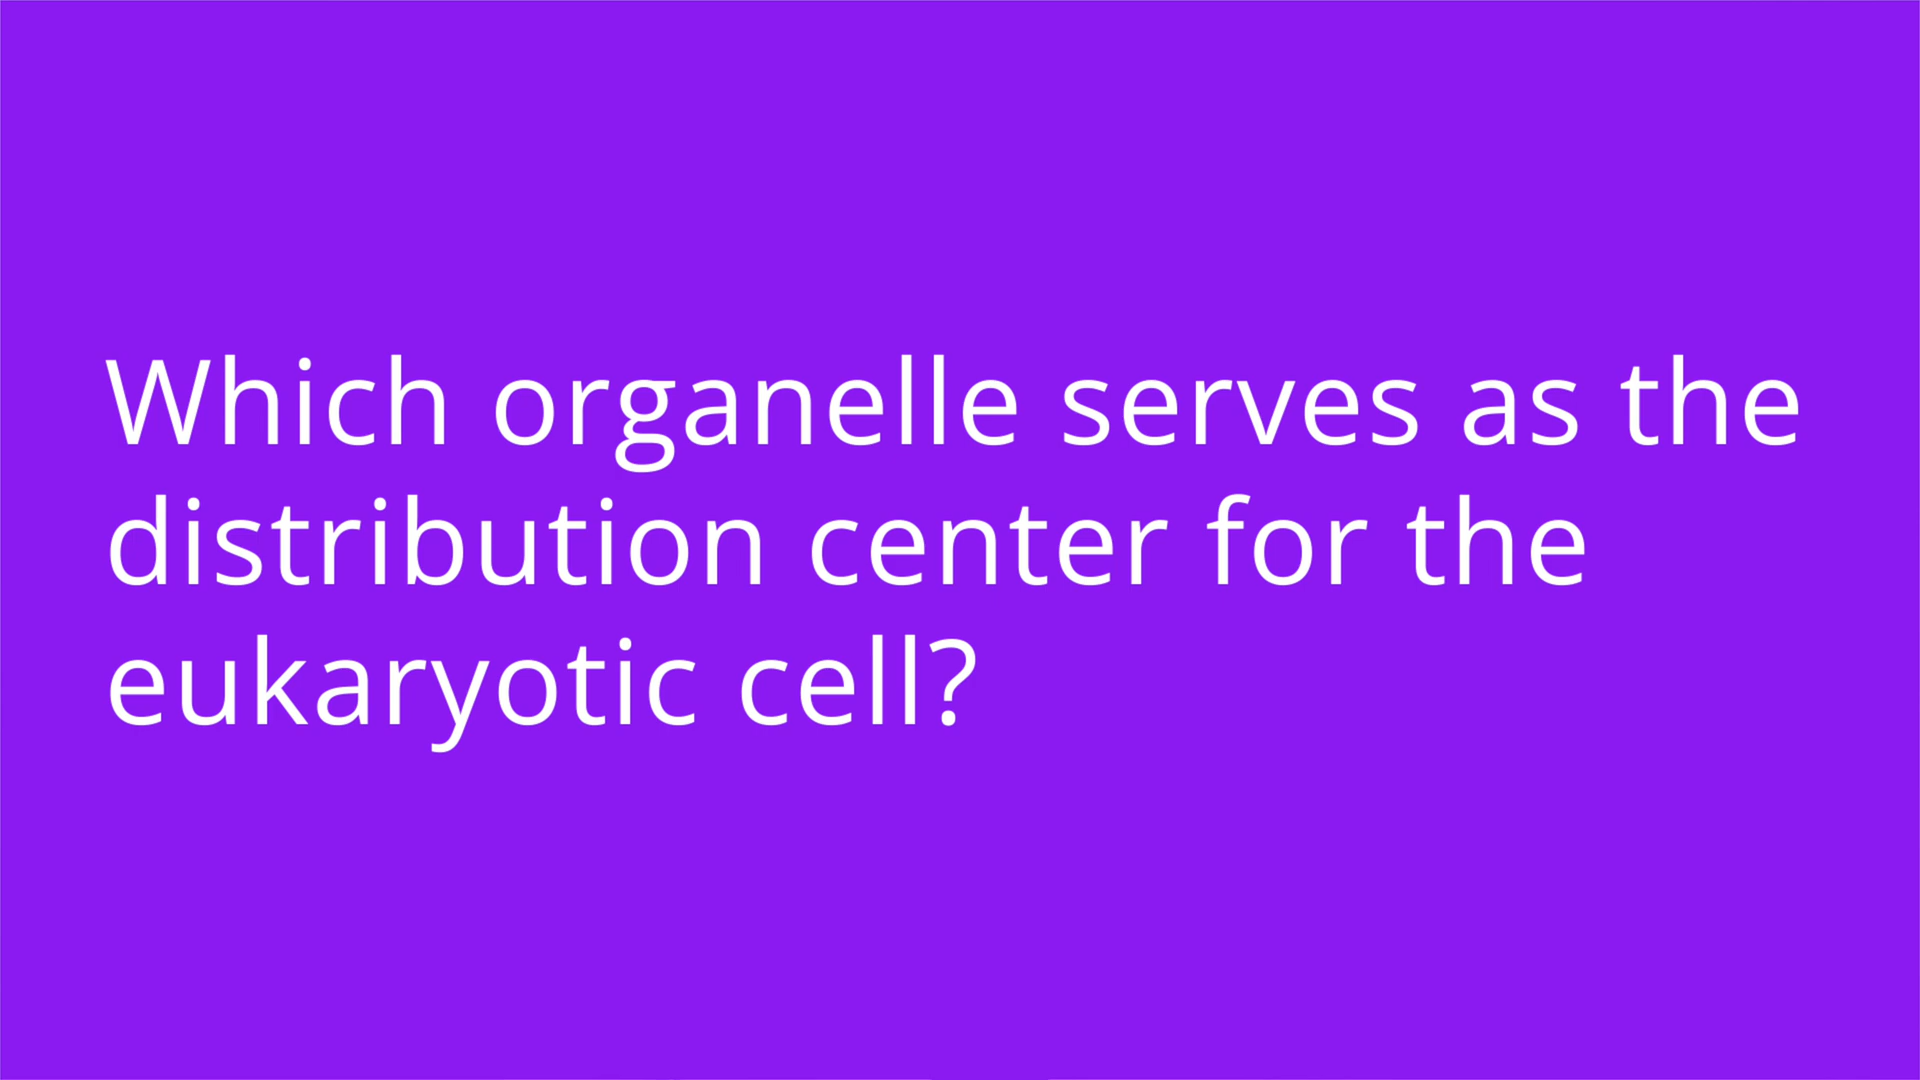 Which organelle serves as the
distribution center for the
eukaryotic cell?